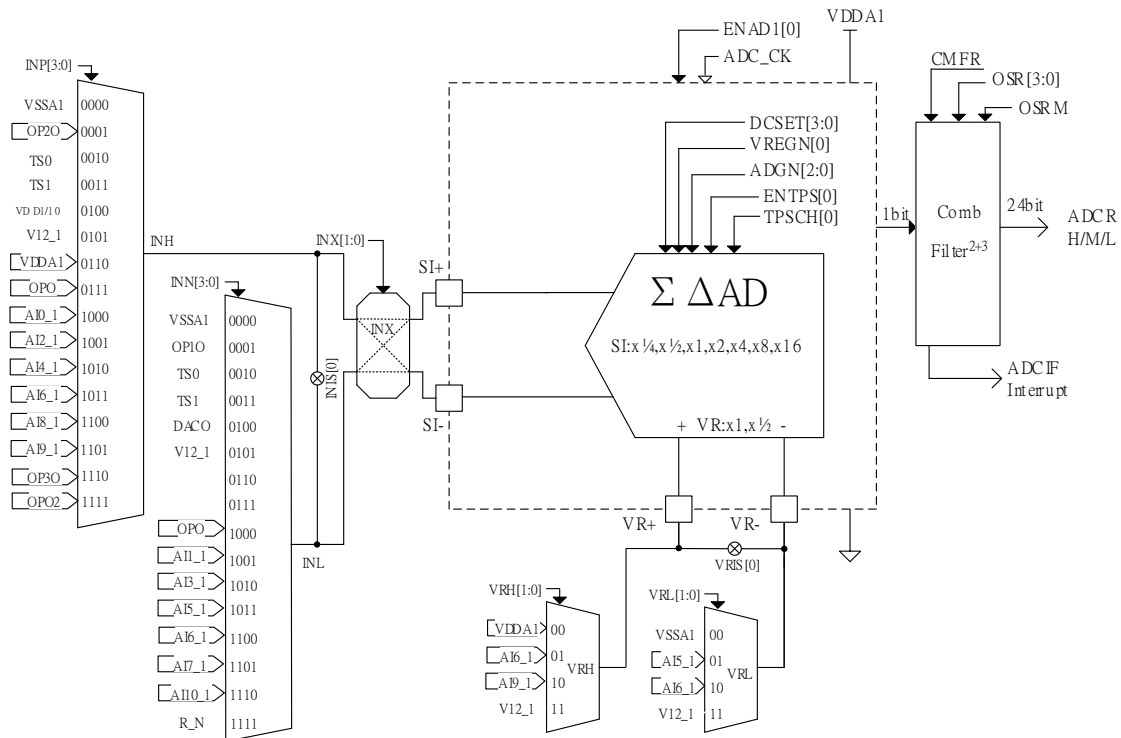 ENAD1[0]
ADC_CK
VDDA1
CMFR
OSR[3:0]
OSRM
INP[3:0]
VSSA1 0000
OP2O 0001
TS0 0010
TS1 0011
VDD1/10 0100
V12_1 0101
VDDA1 0110
OPO 0111
AI0_1 1000
AI2_1 1001
AI4_1 1010
AI6_1 1011
AI8_1 1100
AI9_1 1101
OP3O 1110
OPO2 1111
INH
INN[3:0]
VSSA1 0000
OP1O 0001
TS0 0010
TS1 0011
DACO 0100
V12_1 0101
0110
0111
OPO 1000
AI1_1 1001
AI3_1 1010
AI5_1 1011
AI6_1 1100
AI7_1 1101
AI10_1 1110
R_N 1111
INL
INIS[0]
INX[1:0]
INX
SI+
SI-
DCSET[3:0]
VREGN[0]
ADGN[2:0]
ENTPS[0]
TPSCH[0]
Σ ΔAD
SI:x¼,x½,x1,x2,x4,x8,x16
+ VR:x1,x½ -
VR+
VR-
VRIS[0]
VRH[1:0]
VDDA1 00
AI6_1 01
AI9_1 10
V12_1 11
VRH
VRL[1:0]
VSSA1 00
AI5_1 01
AI6_1 10
V12_1 11
VRL
1bit
Comb
Filter²⁺³
24bit
ADCR
H/M/L
ADCIF
Interrupt